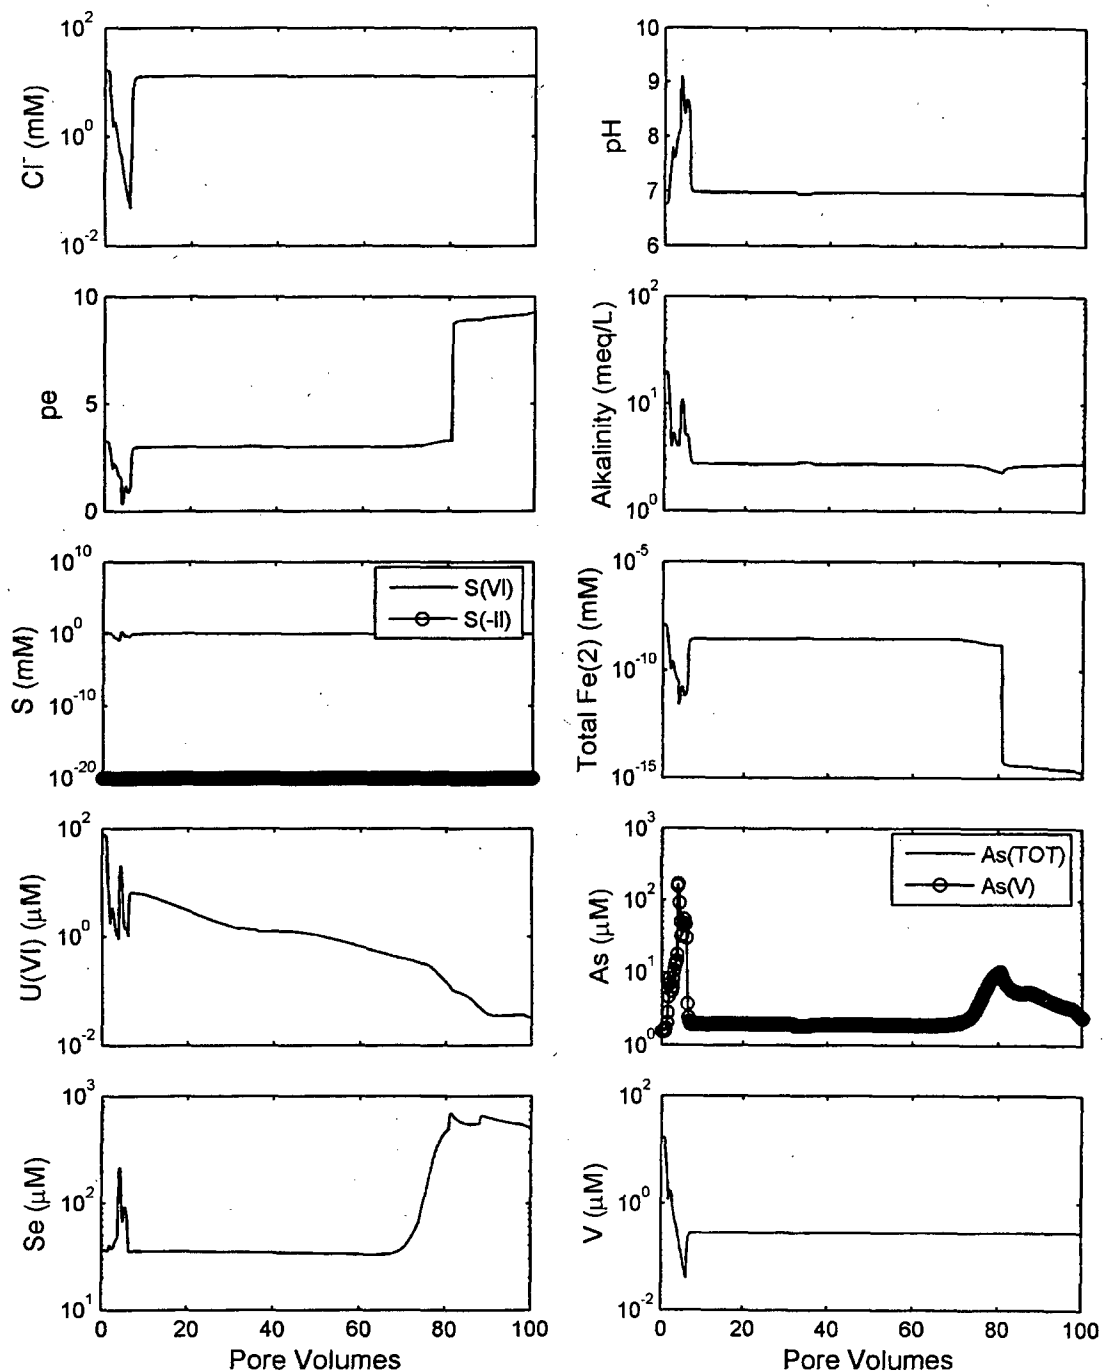 10^2
10^0
10^-2
Cl^- (mM)
10
9
8
7
6
pH
10
5
0
pe
10^2
10^1
10^0
Alkalinity (meq/L)
10^10
10^0
10^-10
10^-20
S (mM)
S(VI)
S(-II)
10^-5
10^-10
10^-15
Total Fe(2) (mM)
10^2
10^0
10^-2
U(VI) (μM)
10^3
10^2
10^1
10^0
As (μM)
As(TOT)
As(V)
10^3
10^2
10^1
Se (μM)
0 20 40 60 80 100
Pore Volumes
10^2
10^0
10^-2
V (μM)
0 20 40 60 80 100
Pore Volumes